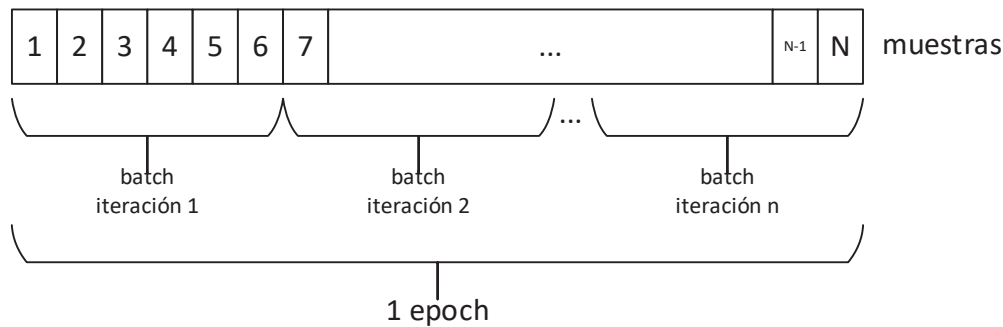 1 2 3 4 5 6 7 ... N-1 N muestras
...
batch
iteración 1
batch
iteración 2
batch
iteración n
1 epoch